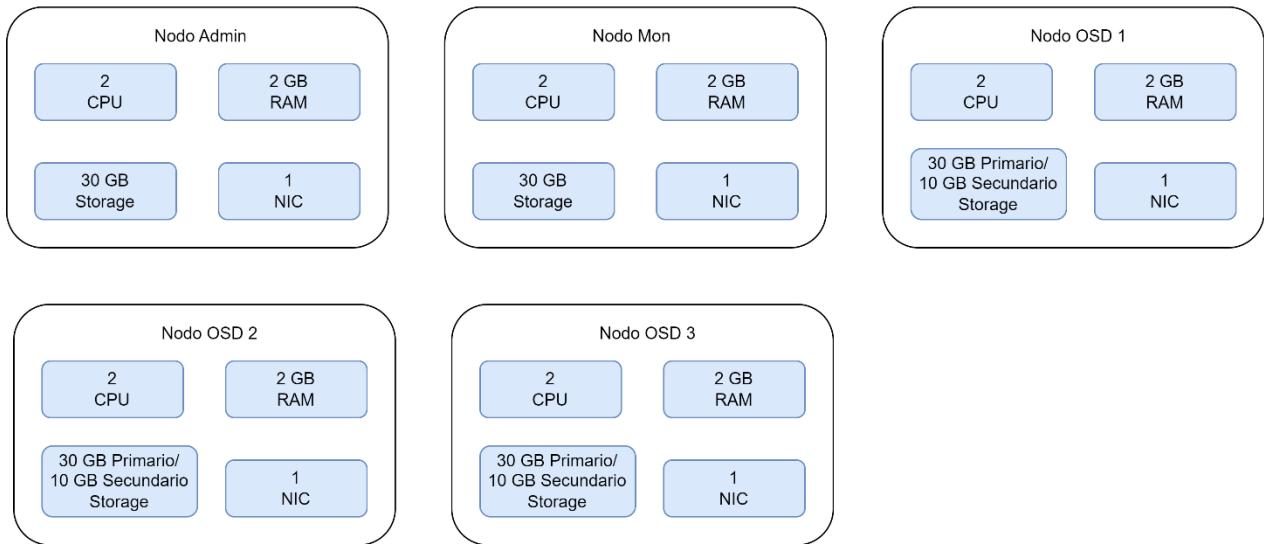 Nodo Admin
2
CPU
2 GB
RAM
30 GB
Storage
1
NIC
Nodo Mon
2
CPU
2 GB
RAM
30 GB
Storage
1
NIC
Nodo OSD 1
2
CPU
2 GB
RAM
30 GB Primario/
10 GB Secundario
Storage
1
NIC
Nodo OSD 2
2
CPU
2 GB
RAM
30 GB Primario/
10 GB Secundario
Storage
1
NIC
Nodo OSD 3
2
CPU
2 GB
RAM
30 GB Primario/
10 GB Secundario
Storage
1
NIC